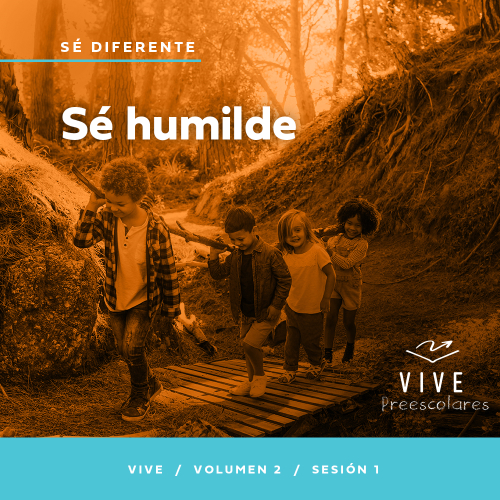 SÉ DIFERENTE
Sé humilde
VIVE
Preescolares
VIVE / VOLUMEN 2 / SESIÓN 1